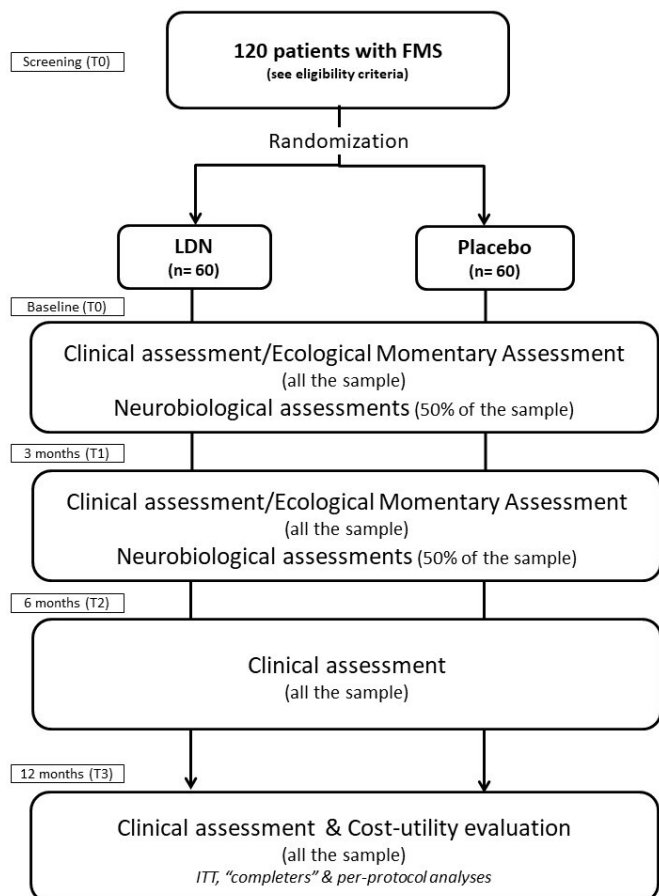 120 patients with FMS
(see eligibility criteria)
Screening (T0)
Randomization
LDN
(n= 60)
Placebo
(n= 60)
Baseline (T0)
Clinical assessment/Ecological Momentary Assessment
(all the sample)
Neurobiological assessments (50% of the sample)
3 months (T1)
Clinical assessment/Ecological Momentary Assessment
(all the sample)
Neurobiological assessments (50% of the sample)
6 months (T2)
Clinical assessment
(all the sample)
12 months (T3)
Clinical assessment & Cost-utility evaluation
(all the sample)
ITT, “completers” & per-protocol analyses